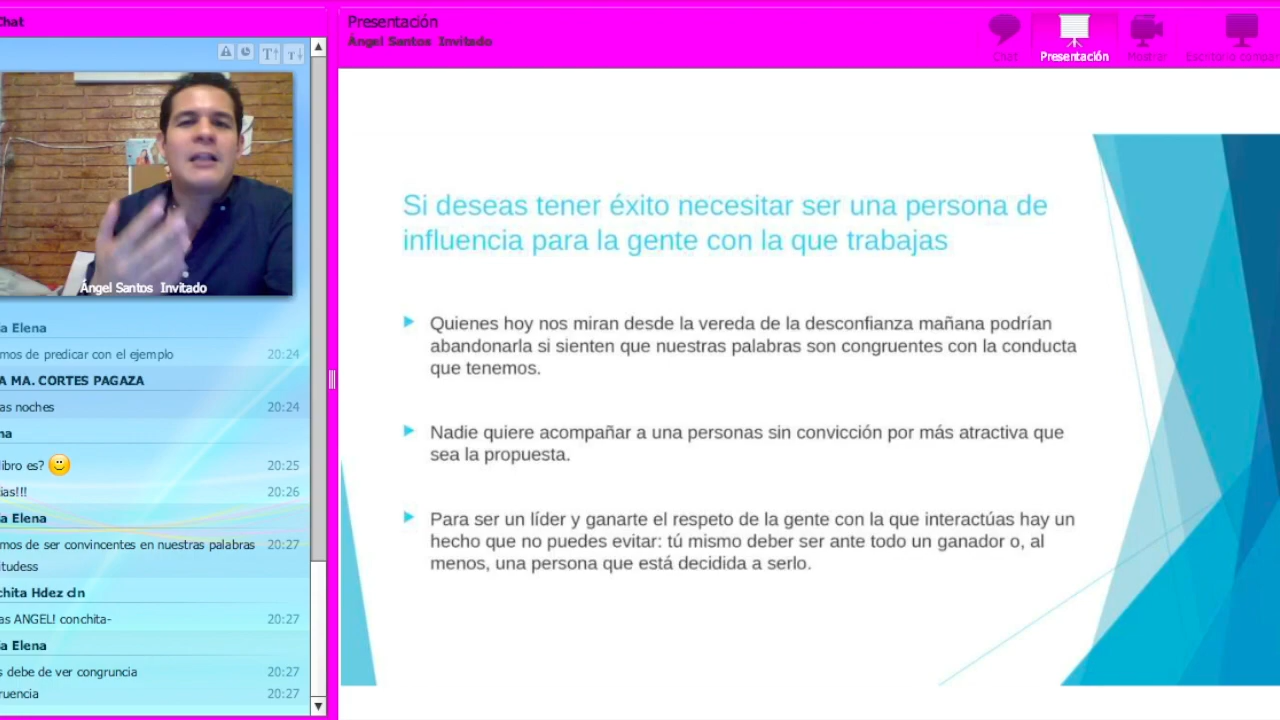 Chat
Ángel Santos Invitado
a Elena
mos de predicar con el ejemplo 20:24
A MA. CORTES PAGAZA
as noches 20:24
na
ibro es? 20:25
ias!!! 20:26
a Elena
mos de ser convincentes en nuestras palabras 20:27
itudess
chita Hdez cln
as ANGEL! conchita- 20:27
a Elena
s debe de ver congruncia 20:27
ruencia 20:27
Presentación
Ángel Santos Invitado
Chat
Presentación
Mostrar
Escritorio compa
Si deseas tener éxito necesitar ser una persona de
influencia para la gente con la que trabajas
Quienes hoy nos miran desde la vereda de la desconfianza mañana podrían
abandonarla si sienten que nuestras palabras son congruentes con la conducta
que tenemos.
Nadie quiere acompañar a una personas sin convicción por más atractiva que
sea la propuesta.
Para ser un líder y ganarte el respeto de la gente con la que interactúas hay un
hecho que no puedes evitar: tú mismo deber ser ante todo un ganador o, al
menos, una persona que está decidida a serlo.